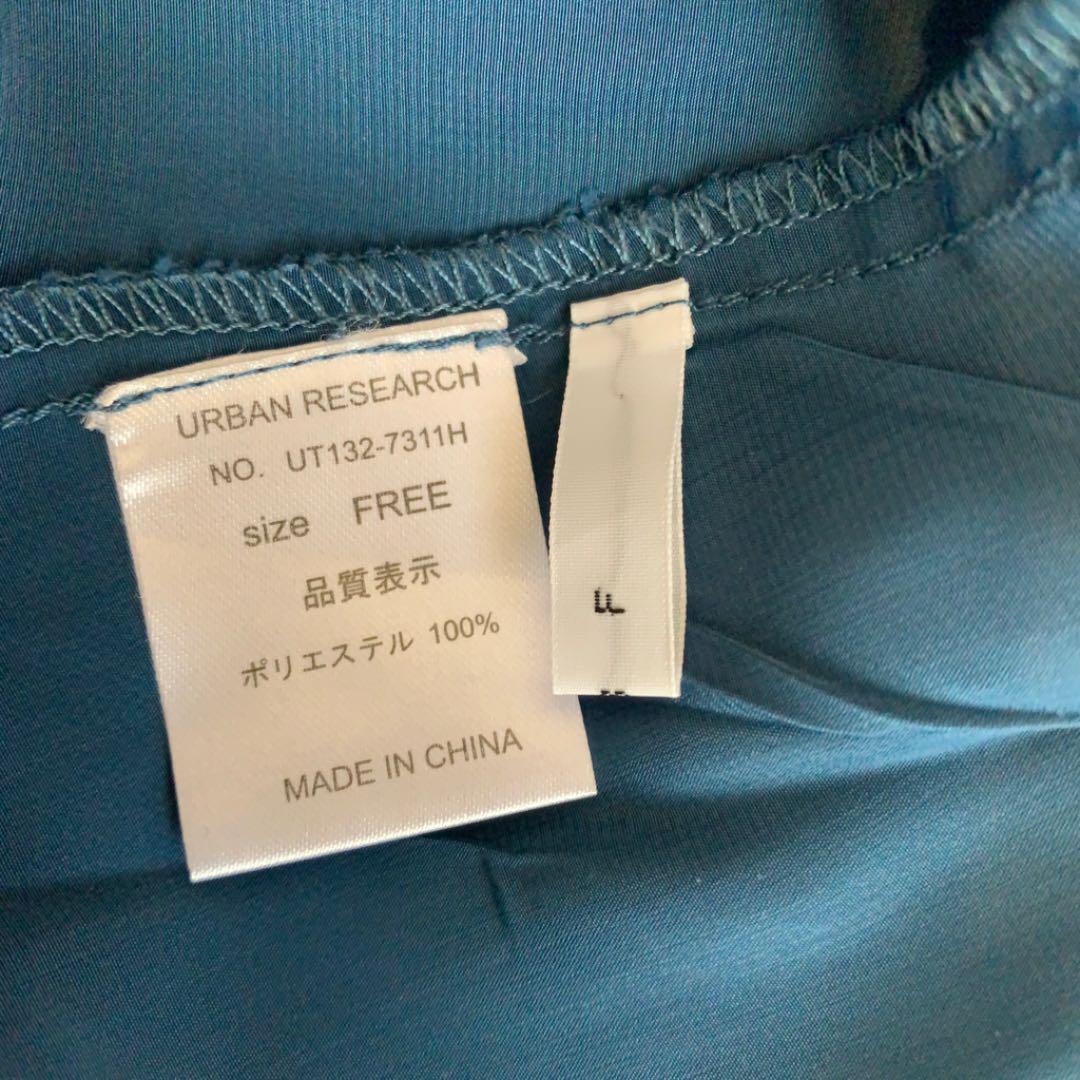 URBAN RESEARCH
NO. UT132-7311H
size FREE
品質表示
ポリエステル 100%
MADE IN CHINA
F